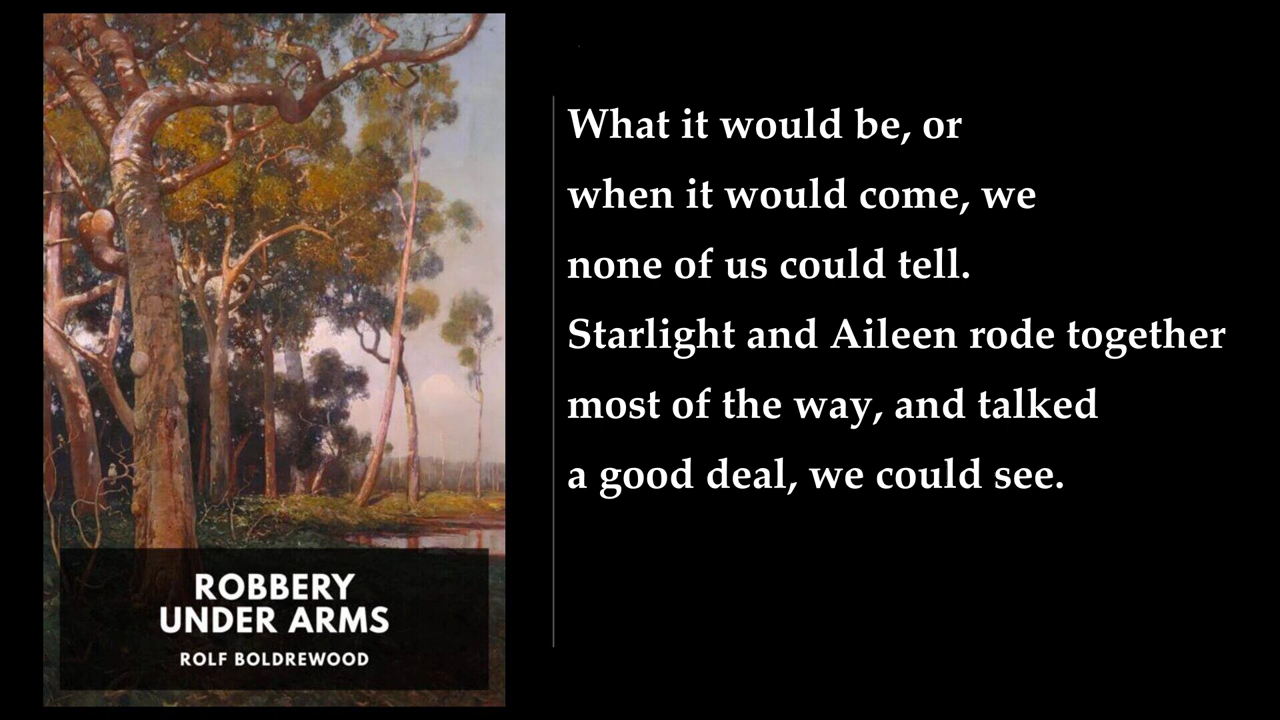 What it would be, or
when it would come, we
none of us could tell.
Starlight and Aileen rode together
most of the way, and talked
a good deal, we could see.
ROBBERY
UNDER ARMS
ROLF BOLDREWOOD